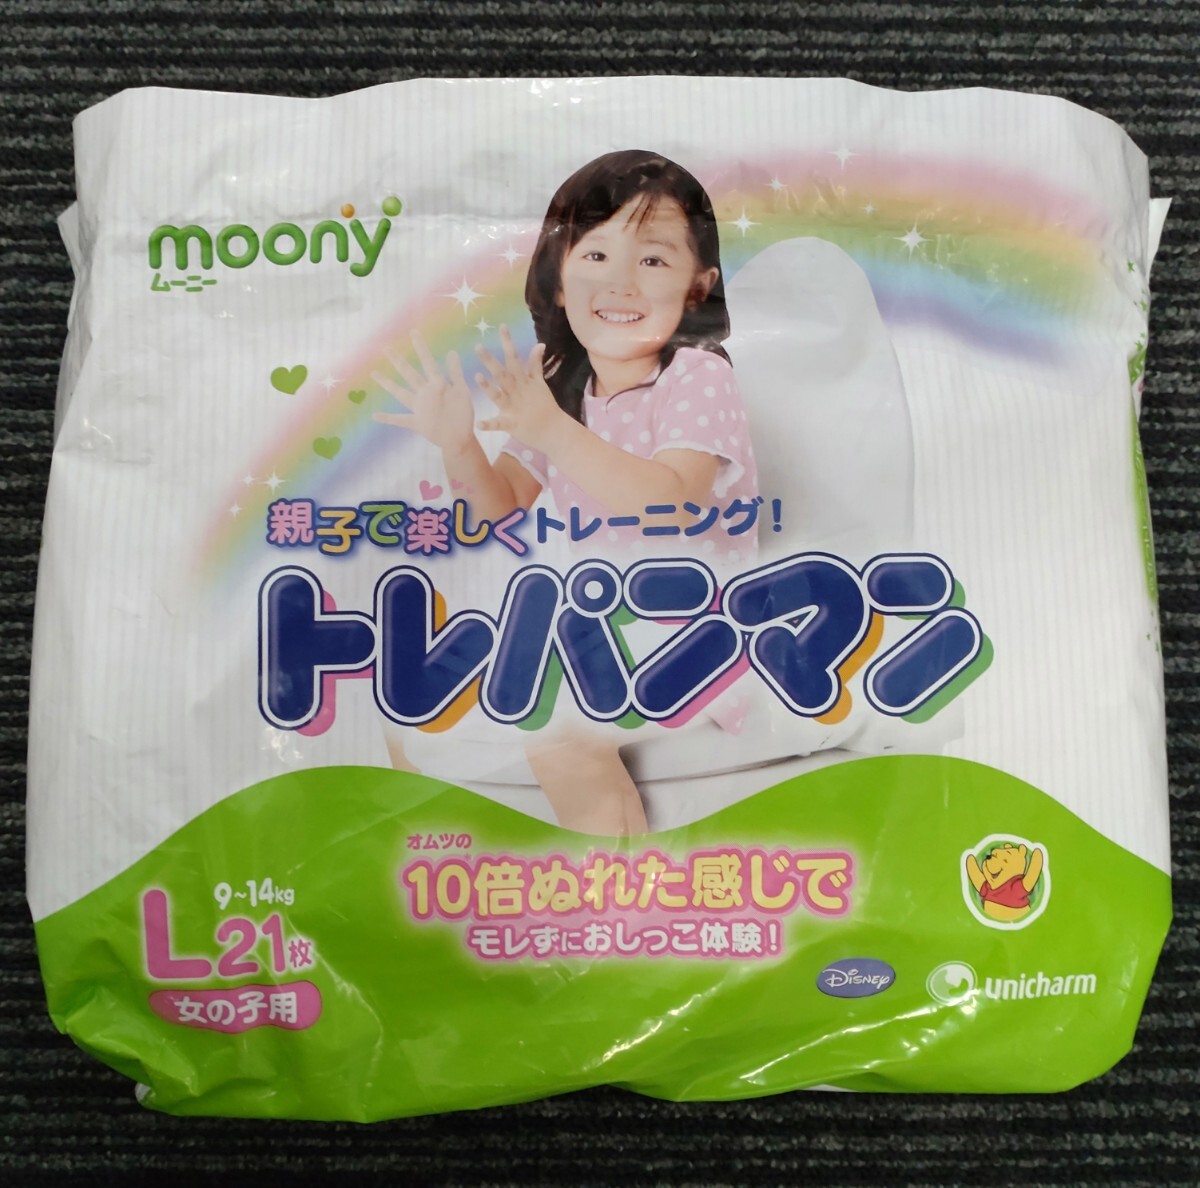 moony
ムーニー
親子で楽しくトレーニング！
トレパンマン
オムツの
10倍ぬれた感じで
モレずにおしっこ体験！
9~14kg
L21枚
女の子用
Disney
unicharm